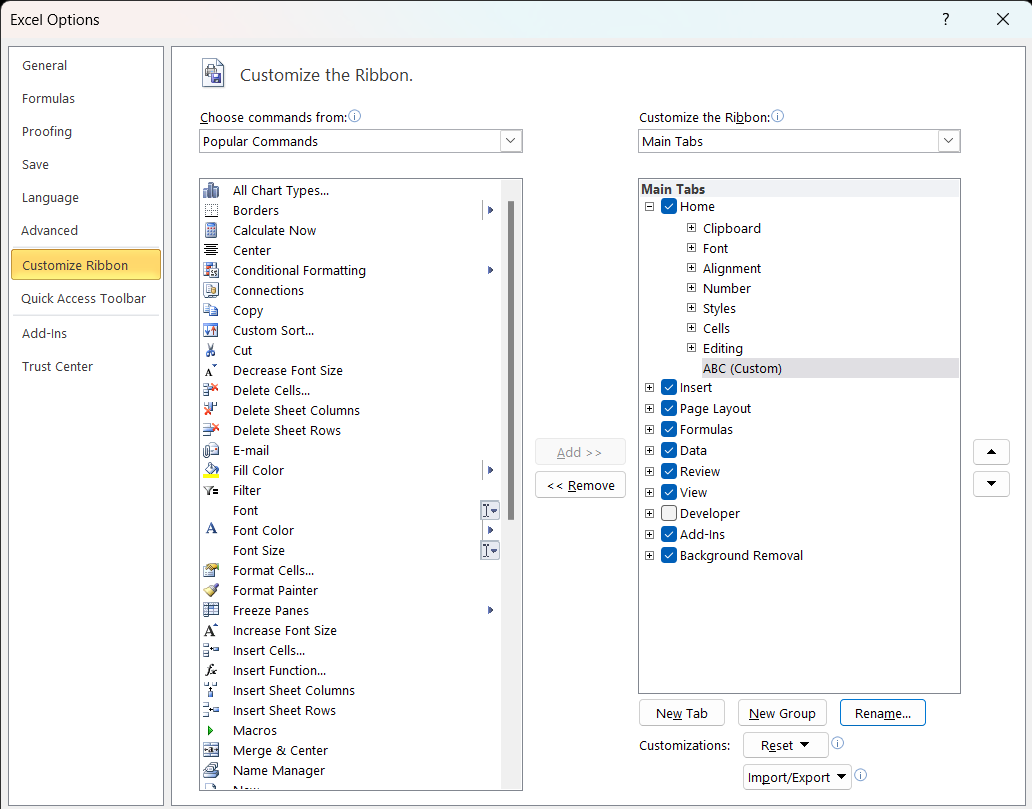 Excel Options
?
General
Formulas
Proofing
Save
Language
Advanced
Customize Ribbon
Quick Access Toolbar
Add-Ins
Trust Center
Customize the Ribbon.
Choose commands from:
Popular Commands
All Chart Types...
Borders
Calculate Now
Center
Conditional Formatting
Connections
Copy
Custom Sort...
Cut
Decrease Font Size
Delete Cells...
Delete Sheet Columns
Delete Sheet Rows
E-mail
Fill Color
Filter
Font
Font Color
Font Size
Format Cells...
Format Painter
Freeze Panes
Increase Font Size
Insert Cells...
Insert Function...
Insert Sheet Columns
Insert Sheet Rows
Macros
Merge & Center
Name Manager
Add >>
<< Remove
Customize the Ribbon:
Main Tabs
Main Tabs
Home
Clipboard
Font
Alignment
Number
Styles
Cells
Editing
ABC (Custom)
Insert
Page Layout
Formulas
Data
Review
View
Developer
Add-Ins
Background Removal
New Tab
New Group
Rename...
Customizations:
Reset
Import/Export